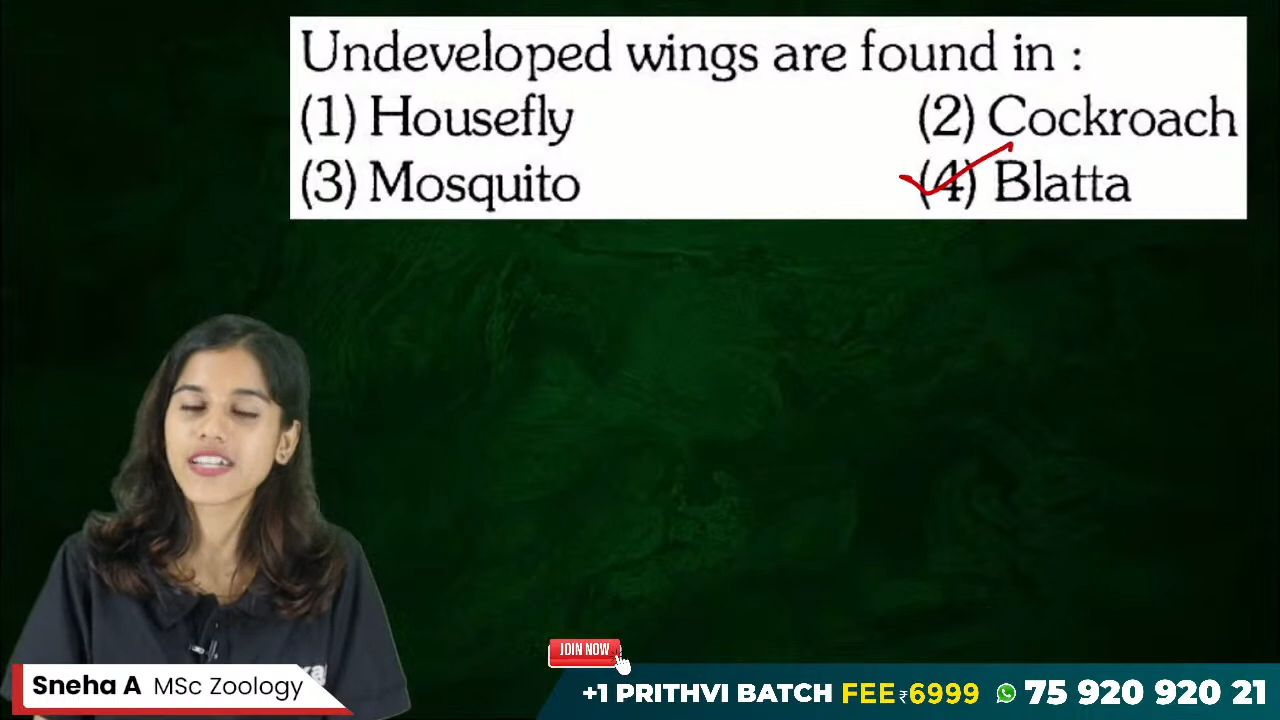 Undeveloped wings are found in :
(1) Housefly (2) Cockroach
(3) Mosquito (4) Blatta
JOIN NOW
Sneha A MSc Zoology
+1 PRITHVI BATCH FEE ₹6999 75 920 920 21